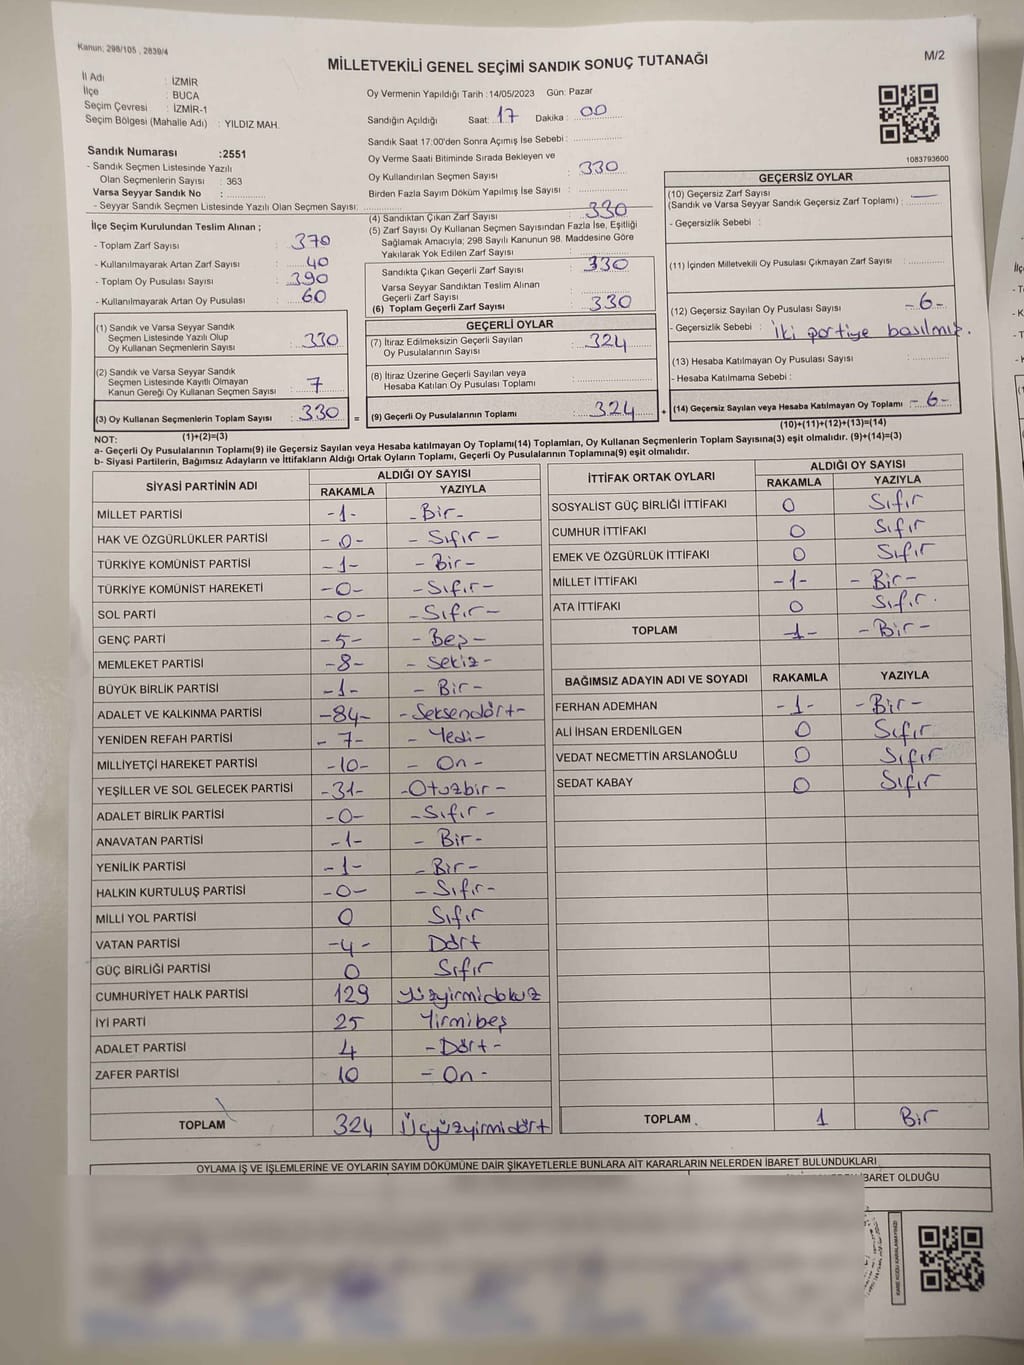 Kanun; 298/105 , 2839/4
MİLLETVEKİLİ GENEL SEÇİMİ SANDIK SONUÇ TUTANAĞI
M/2
İl Adı : İZMİR
İlçe : BUCA
Seçim Çevresi : İZMİR-1
Seçim Bölgesi (Mahalle Adı) : YILDIZ MAH.
Sandık Numarası :2551
- Sandık Seçmen Listesinde Yazılı
Olan Seçmenlerin Sayısı : 363
Varsa Seyyar Sandık No :
- Seyyar Sandık Seçmen Listesinde Yazılı Olan Seçmen Sayısı:
Oy Vermenin Yapıldığı Tarih :14/05/2023 Gün: Pazar
Sandığın Açıldığı Saat: 17 Dakika : 00
Sandık Saat 17:00'den Sonra Açımış İse Sebebi :
Oy Verme Saati Bitiminde Sırada Bekleyen ve
Oy Kullandırılan Seçmen Sayısı : 330
Birden Fazla Sayım Döküm Yapılmış İse Sayısı :
1083793600
İlçe Seçim Kurulundan Teslim Alınan ;
- Toplam Zarf Sayısı : 370
- Kullanılmayarak Artan Zarf Sayısı : 40
- Toplam Oy Pusulası Sayısı : 390
- Kullanılmayarak Artan Oy Pusulası : 60
(4) Sandıktan Çıkan Zarf Sayısı : 330
(5) Zarf Sayısı Oy Kullanan Seçmen Sayısından Fazla İse, Eşitliği
Sağlamak Amacıyla; 298 Sayılı Kanunun 98. Maddesine Göre
Yakılarak Yok Edilen Zarf Sayısı :
Sandıkta Çıkan Geçerli Zarf Sayısı : 330
Varsa Seyyar Sandıktan Teslim Alınan
Geçerli Zarf Sayısı :
(6) Toplam Geçerli Zarf Sayısı : 330
GEÇERSİZ OYLAR
(10) Geçersiz Zarf Sayısı
(Sandık ve Varsa Seyyar Sandık Geçersiz Zarf Toplamı) :
- Geçersizlik Sebebi :
(11) İçinden Milletvekili Oy Pusulası Çıkmayan Zarf Sayısı :
(12) Geçersiz Sayılan Oy Pusulası Sayısı : -6-
- Geçersizlik Sebebi : İki partiye basılmış.
(13) Hesaba Katılmayan Oy Pusulası Sayısı :
- Hesaba Katılmama Sebebi :
(14) Geçersiz Sayılan veya Hesaba Katılmayan Oy Toplamı : -6-
(10)+(11)+(12)+(13)=(14)
(1) Sandık ve Varsa Seyyar Sandık
Seçmen Listesinde Yazılı Olup
Oy Kullanan Seçmenlerin Sayısı : 330
(2) Sandık ve Varsa Seyyar Sandık
Seçmen Listesinde Kayıtlı Olmayan
Kanun Gereği Oy Kullanan Seçmen Sayısı : 7
(3) Oy Kullanan Seçmenlerin Toplam Sayısı : 330
(1)+(2)=(3)
GEÇERLİ OYLAR
(7) İtiraz Edilmeksizin Geçerli Sayılan
Oy Pusulalarının Sayısı : 324
(8) İtiraz Üzerine Geçerli Sayılan veya
Hesaba Katılan Oy Pusulası Toplamı :
= (9) Geçerli Oy Pusulalarının Toplamı : 324 +
NOT:
a- Geçerli Oy Pusulasının Toplamı(9) ile Geçersiz Sayılan veya Hesaba katılmayan Oy Toplamı(14) Toplamları, Oy Kullanan Seçmenlerin Toplam Sayısına(3) eşit olmalıdır. (9)+(14)=(3)
b- Siyasi Partilerin, Bağımsız Adayların ve İttifakların Aldığı Ortak Oyların Toplamı, Geçerli Oy Pusulalarının Toplamına(9) eşit olmalıdır.
SİYASİ PARTİNİN ADI ALDIĞI OY SAYISI
RAKAMLA YAZIYLA
MİLLET PARTİSİ -1- -Bir-
HAK VE ÖZGÜRLÜKLER PARTİSİ -0- -Sıfır-
TÜRKİYE KOMÜNİST PARTİSİ -1- -Bir-
TÜRKİYE KOMÜNİST HAREKETİ -0- -Sıfır-
SOL PARTİ -0- -Sıfır-
GENÇ PARTİ -5- -Beş-
MEMLEKET PARTİSİ -8- -Sekiz-
BÜYÜK BİRLİK PARTİSİ -1- -Bir-
ADALET VE KALKINMA PARTİSİ -84- -Seksendört-
YENİDEN REFAH PARTİSİ -7- -Yedi-
MİLLİYETÇİ HAREKET PARTİSİ -10- -On-
YEŞİLLER VE SOL GELECEK PARTİSİ -31- -Otuzbir-
ADALET BİRLİK PARTİSİ -0- -Sıfır-
ANAVATAN PARTİSİ -1- -Bir-
YENİLİK PARTİSİ -1- -Bir-
HALKIN KURTULUŞ PARTİSİ -0- -Sıfır-
MİLLİ YOL PARTİSİ 0 Sıfır
VATAN PARTİSİ -4- Dört
GÜÇ BİRLİĞİ PARTİSİ 0 Sıfır
CUMHURİYET HALK PARTİSİ 129 Yüzyirmidokuz
İYİ PARTİ 25 Yirmibeş
ADALET PARTİSİ 4 -Dört-
ZAFER PARTİSİ 10 -On-
TOPLAM 324 Üçyüzyirmidört
İTTİFAK ORTAK OYLARI ALDIĞI OY SAYISI
RAKAMLA YAZIYLA
SOSYALİST GÜÇ BİRLİĞİ İTTİFAKI 0 Sıfır
CUMHUR İTTİFAKI 0 Sıfır
EMEK VE ÖZGÜRLÜK İTTİFAKI 0 Sıfır
MİLLET İTTİFAKI -1- -Bir-
ATA İTTİFAKI 0 Sıfır.
TOPLAM -1- -Bir-
BAĞIMSIZ ADAYIN ADI VE SOYADI RAKAMLA YAZIYLA
FERHAN ADEMHAN -1- -Bir-
ALİ İHSAN ERDENİLGEN 0 Sıfır
VEDAT NECMETTİN ARSLANOĞLU 0 Sıfır
SEDAT KABAY 0 Sıfır
TOPLAM 1 Bir
OYLAMA İŞ VE İŞLEMLERİNE VE OYLARIN SAYIM DÖKÜMÜNE DAİR ŞİKAYETLERLE BUNLARA AİT KARARLARIN NELERDEN İBARET BULUNDUKLARI
BARET OLDUĞU
KARE KODU KARALAMAYINIZ!